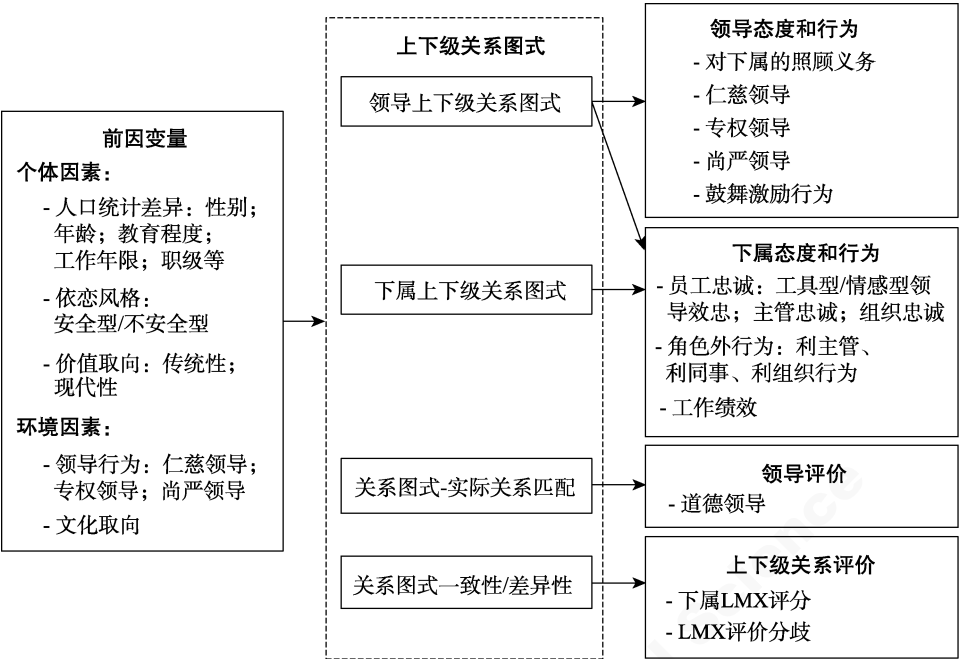 前因变量
个体因素：
- 人口统计差异：性别；
年龄；教育程度；
工作年限；职级等
- 依恋风格：
安全型/不安全型
- 价值取向：传统性；
现代性
环境因素：
- 领导行为：仁慈领导；
专权领导；尚严领导
- 文化取向
上下级关系图式
领导上下级关系图式
下属上下级关系图式
关系图式-实际关系匹配
关系图式一致性/差异性
领导态度和行为
- 对下属的照顾义务
- 仁慈领导
- 专权领导
- 尚严领导
- 鼓舞激励行为
下属态度和行为
- 员工忠诚：工具型/情感型领
导效忠；主管忠诚；组织忠诚
- 角色外行为：利主管、
利同事、利组织行为
- 工作绩效
领导评价
- 道德领导
上下级关系评价
- 下属LMX评分
- LMX评价分歧